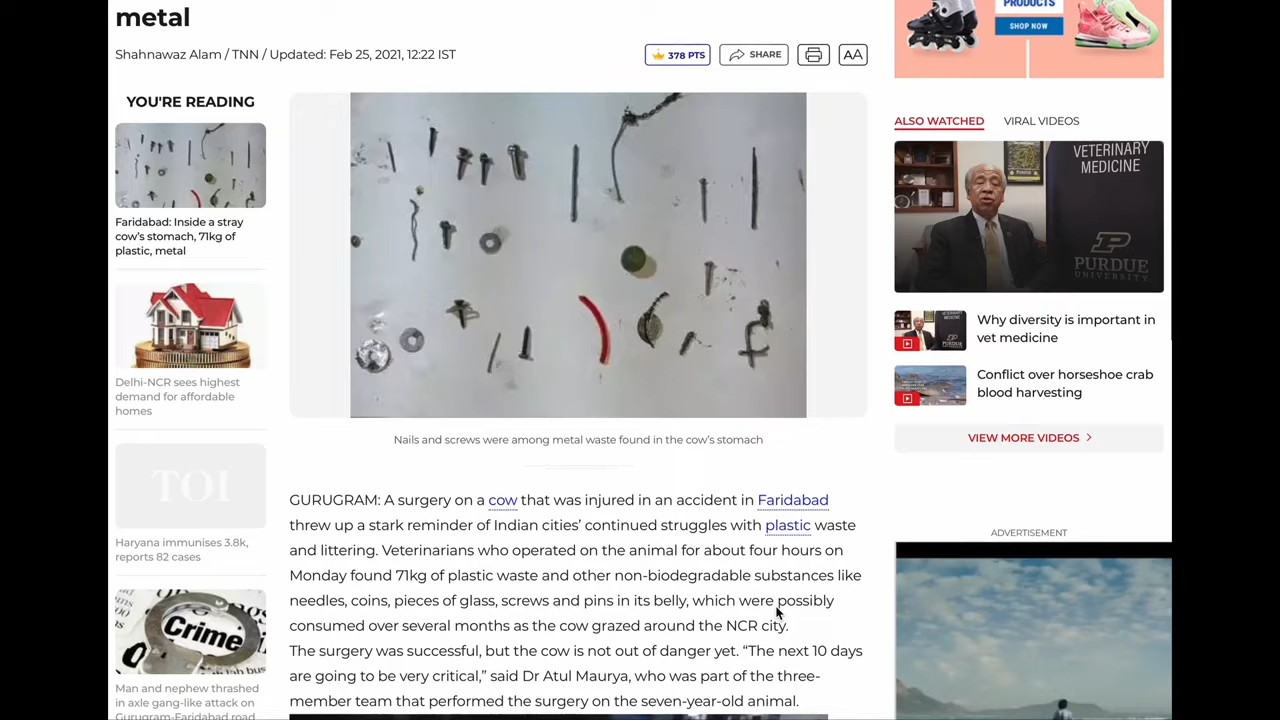 metal
Shahnawaz Alam / TNN / Updated: Feb 25, 2021, 12:22 IST
378 PTS
SHARE
AA
YOU'RE READING
Faridabad: Inside a stray
cow's stomach, 71kg of
plastic, metal
Delhi-NCR sees highest
demand for affordable
homes
TOI
Haryana immunises 3.8k,
reports 82 cases
Crime
Man and nephew thrashed
in axle gang-like attack on
Gurugram-Faridabad road
Nails and screws were among metal waste found in the cow's stomach
GURUGRAM: A surgery on a cow that was injured in an accident in Faridabad
threw up a stark reminder of Indian cities' continued struggles with plastic waste
and littering. Veterinarians who operated on the animal for about four hours on
Monday found 71kg of plastic waste and other non-biodegradable substances like
needles, coins, pieces of glass, screws and pins in its belly, which were possibly
consumed over several months as the cow grazed around the NCR city.
The surgery was successful, but the cow is not out of danger yet. “The next 10 days
are going to be very critical,” said Dr Atul Maurya, who was part of the three-
member team that performed the surgery on the seven-year-old animal.
PRODUCTS
SHOP NOW
ALSO WATCHED
VIRAL VIDEOS
VETERINARY
MEDICINE
PURDUE
UNIVERSITY
Why diversity is important in
vet medicine
Conflict over horseshoe crab
blood harvesting
VIEW MORE VIDEOS
ADVERTISEMENT